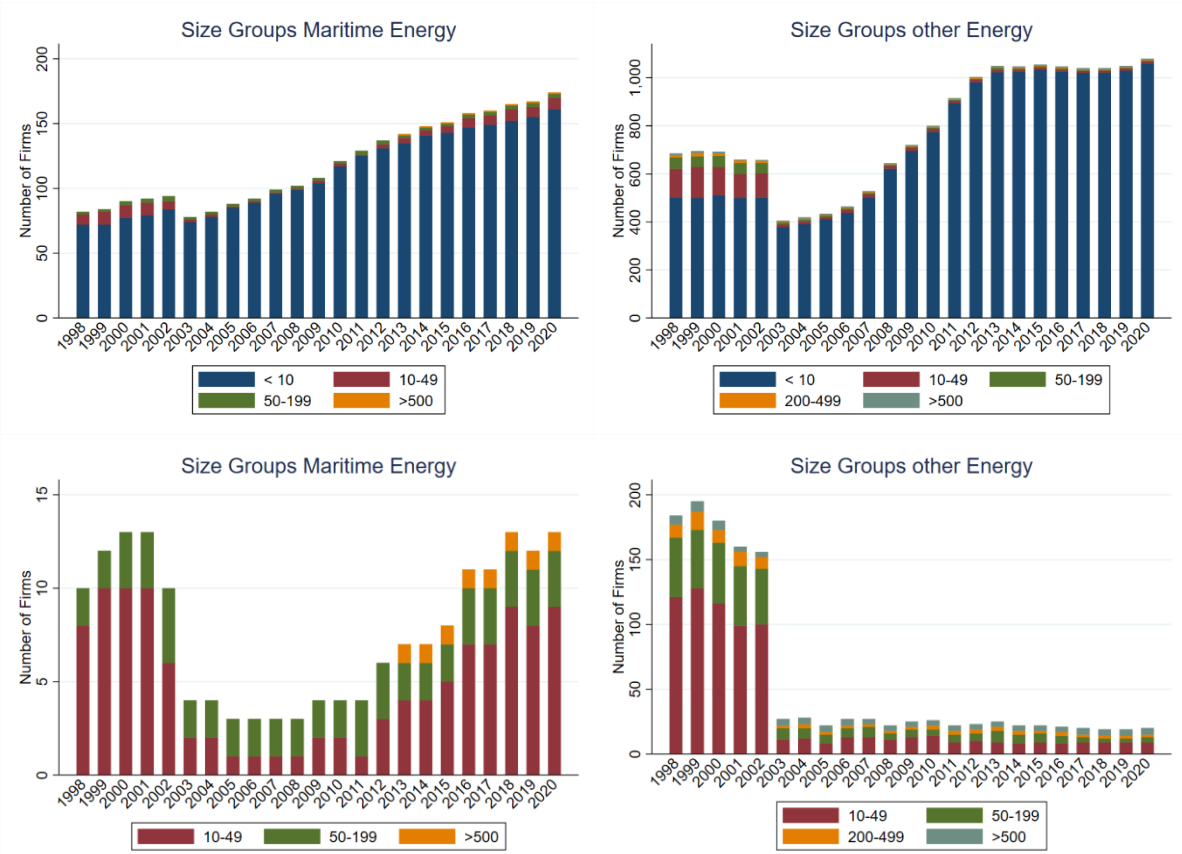 Size Groups Maritime Energy
Number of Firms
0 50 100 150 200
1998 1999 2000 2001 2002 2003 2004 2005 2006 2007 2008 2009 2010 2011 2012 2013 2014 2015 2016 2017 2018 2019 2020
< 10 10-49
50-199 >500
Size Groups other Energy
Number of Firms
0 200 400 600 800 1,000
1998 1999 2000 2001 2002 2003 2004 2005 2006 2007 2008 2009 2010 2011 2012 2013 2014 2015 2016 2017 2018 2019 2020
< 10 10-49 50-199
200-499 >500
Size Groups Maritime Energy
Number of Firms
0 5 10 15
1998 1999 2000 2001 2002 2003 2004 2005 2006 2007 2008 2009 2010 2011 2012 2013 2014 2015 2016 2017 2018 2019 2020
10-49 50-199 >500
Size Groups other Energy
Number of Firms
0 50 100 150 200
1998 1999 2000 2001 2002 2003 2004 2005 2006 2007 2008 2009 2010 2011 2012 2013 2014 2015 2016 2017 2018 2019 2020
10-49 50-199
200-499 >500